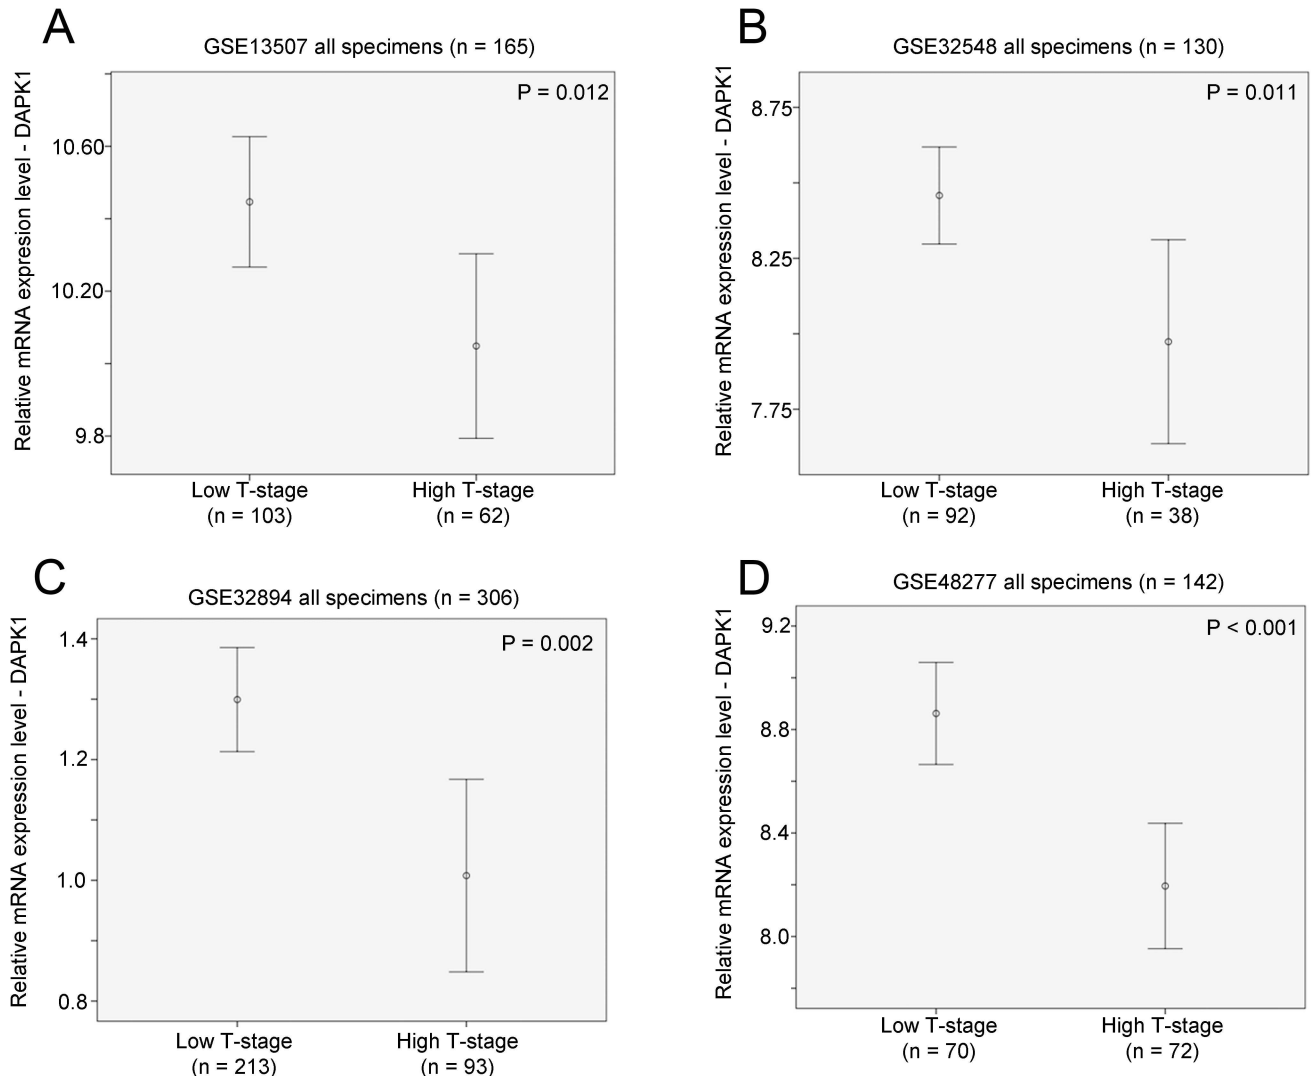 A
GSE13507 all specimens (n = 165)
Relative mRNA expression level - DAPK1
P = 0.012
10.60
10.20
9.8
Low T-stage
(n = 103)
High T-stage
(n = 62)
B
GSE32548 all specimens (n = 130)
Relative mRNA expression level - DAPK1
P = 0.011
8.75
8.25
7.75
Low T-stage
(n = 92)
High T-stage
(n = 38)
C
GSE32894 all specimens (n = 306)
Relative mRNA expression level - DAPK1
P = 0.002
1.4
1.2
1.0
0.8
Low T-stage
(n = 213)
High T-stage
(n = 93)
D
GSE48277 all specimens (n = 142)
Relative mRNA expression level - DAPK1
P < 0.001
9.2
8.8
8.4
8.0
Low T-stage
(n = 70)
High T-stage
(n = 72)